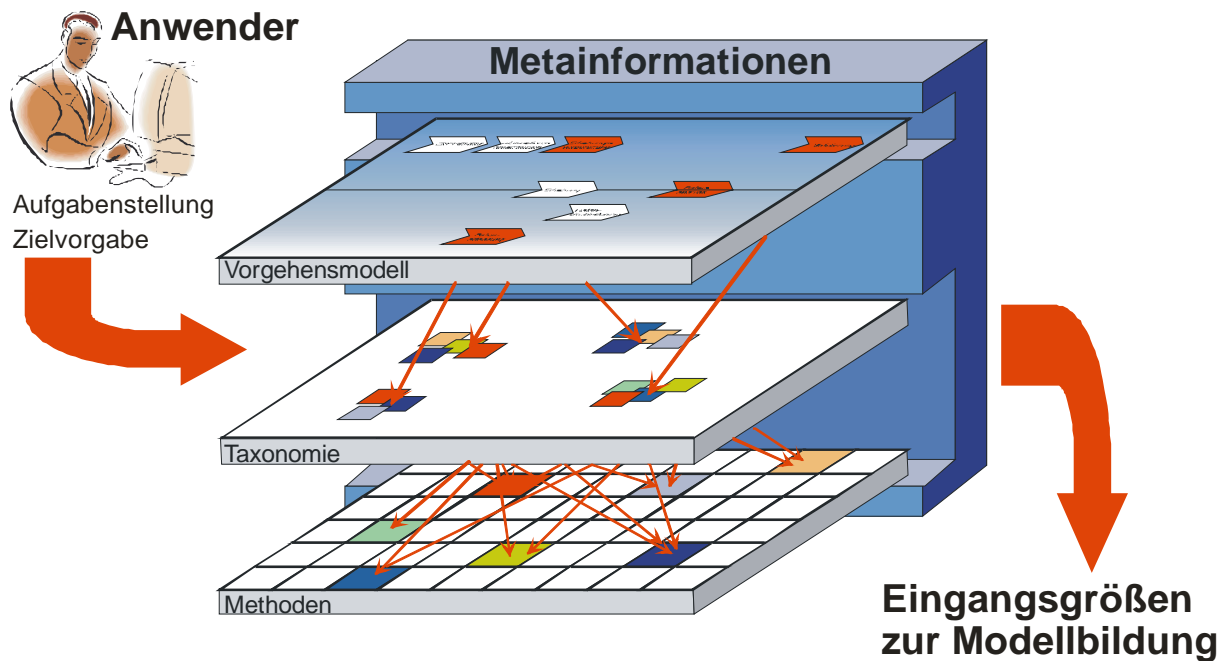 Anwender
Metainformationen
Aufgabenstellung
Zielvorgabe
Vorgehensmodell
Taxonomie
Methoden
Eingangsgrößen
zur Modellbildung